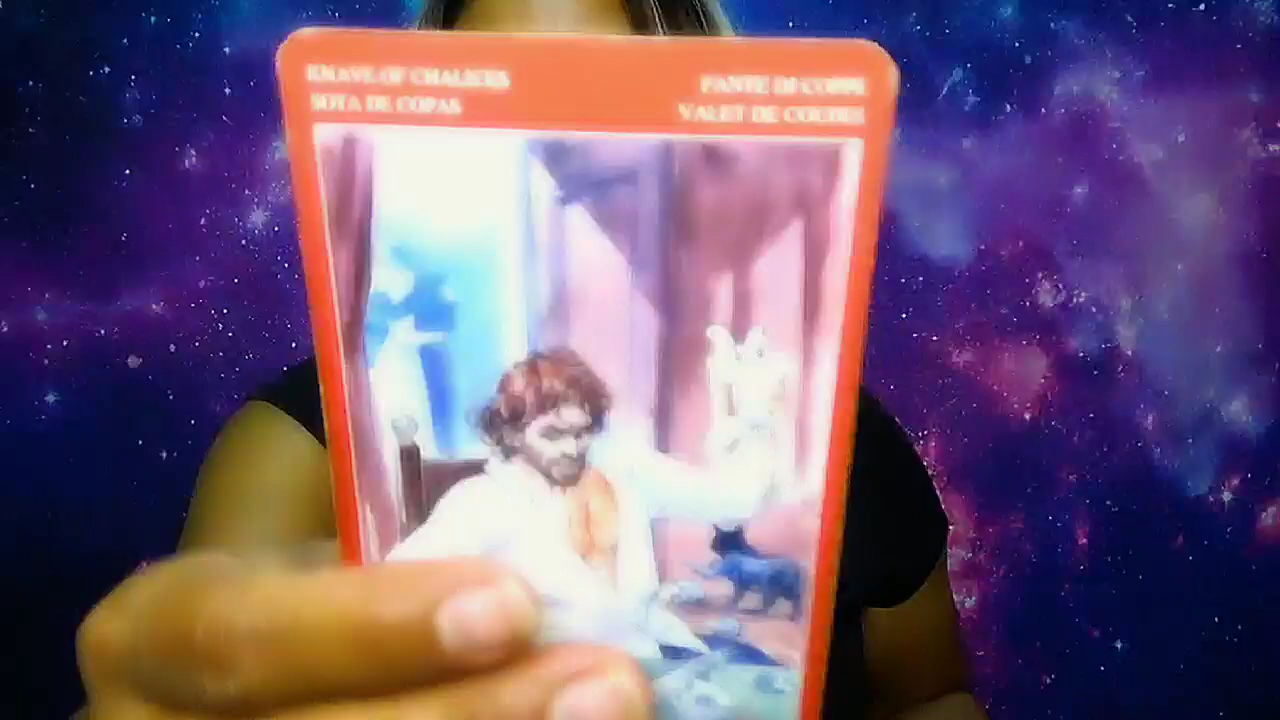 KNAVE OF CHALICES
SOTA DE COPAS
FANTE DI COPPE
VALET DE COUPES